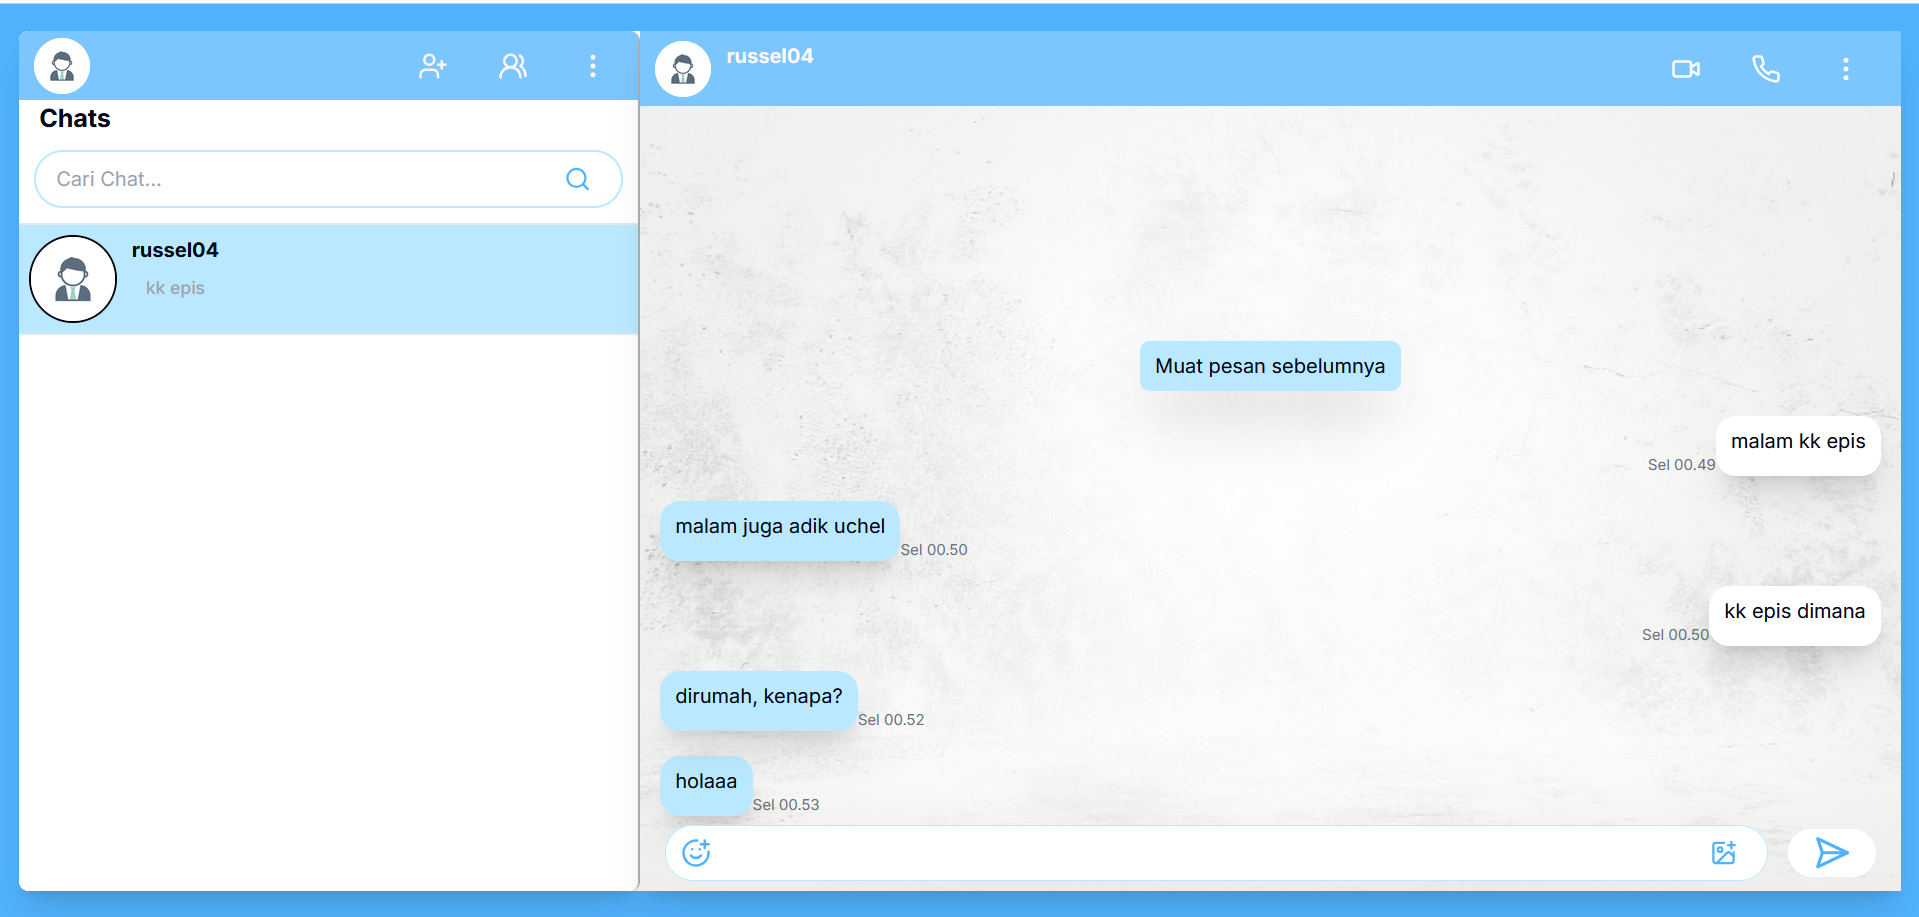 Chats
Cari Chat...
russel04
kk epis
russel04
Muat pesan sebelumnya
malam kk epis
Sel 00.49
malam juga adik uchel
Sel 00.50
kk epis dimana
Sel 00.50
dirumah, kenapa?
Sel 00.52
holaaa
Sel 00.53